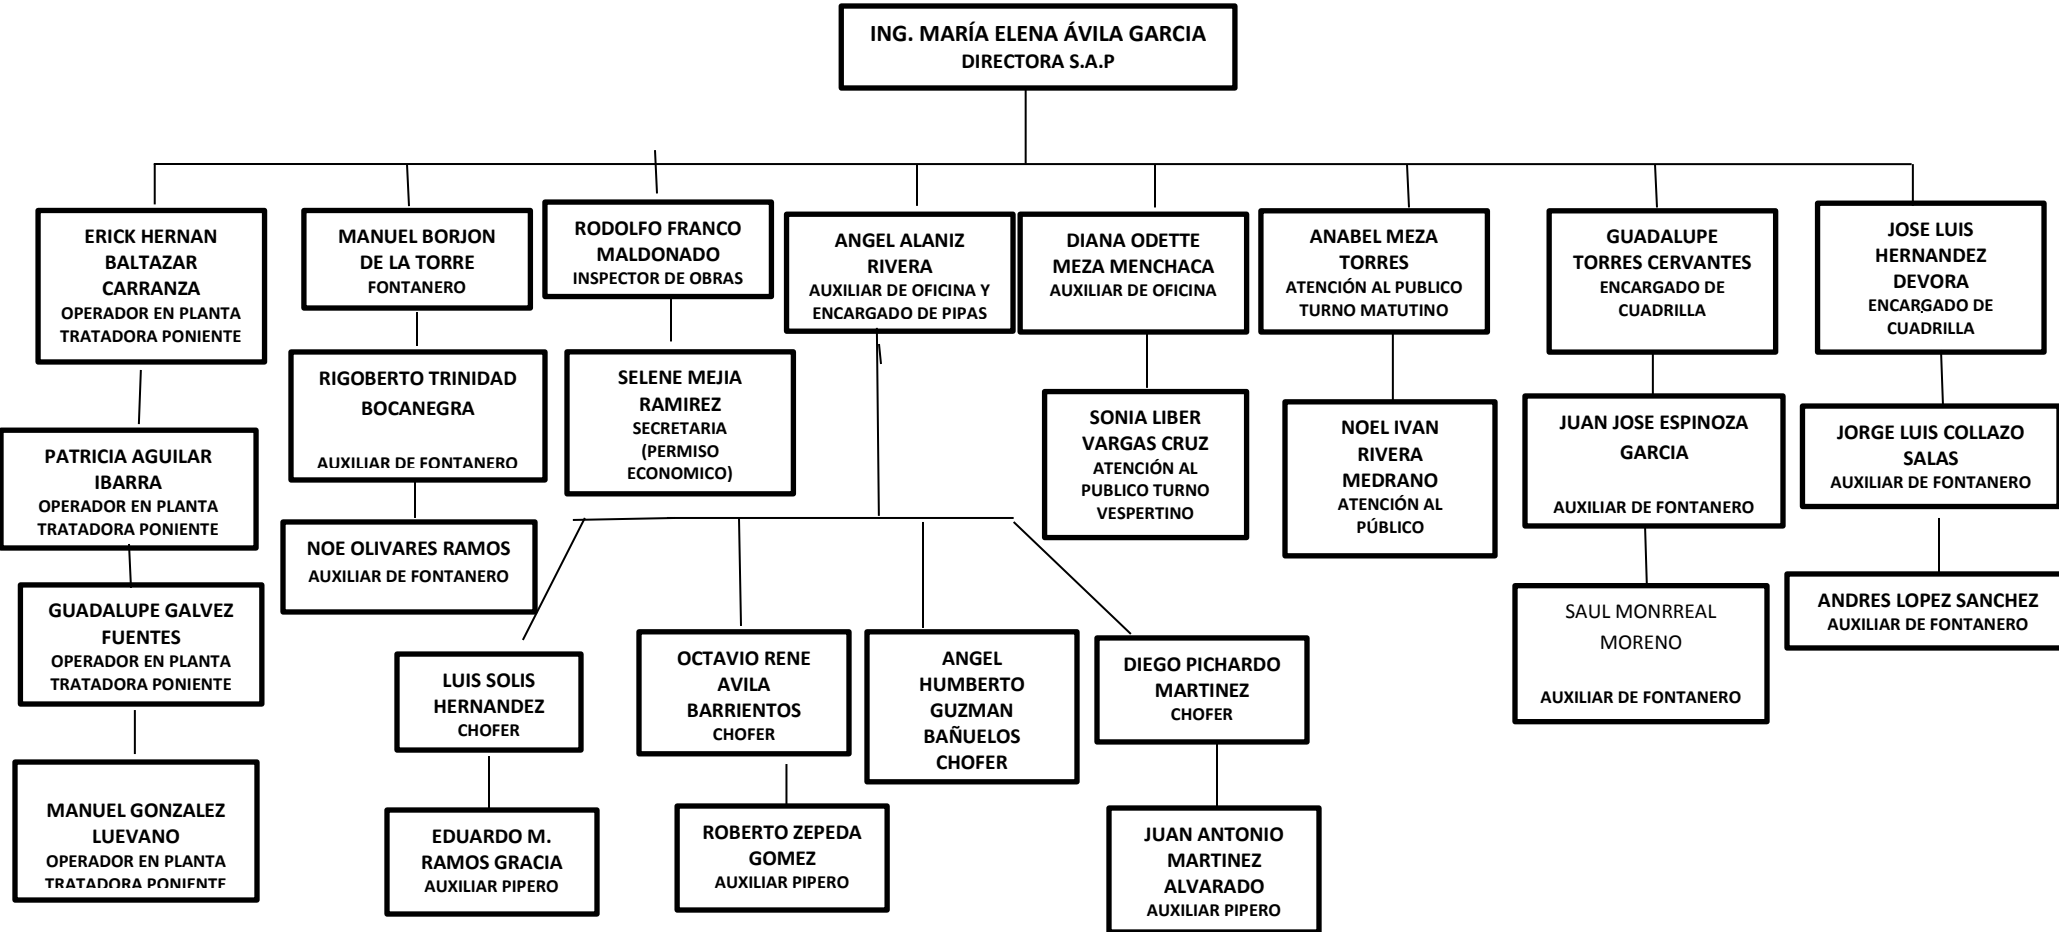 ING. MARÍA ELENA ÁVILA GARCIA
DIRECTORA S.A.P
ERICK HERNAN
BALTAZAR
CARRANZA
OPERADOR EN PLANTA
TRATADORA PONIENTE
MANUEL BORJON
DE LA TORRE
FONTANERO
RODOLFO FRANCO
MALDONADO
INSPECTOR DE OBRAS
ANGEL ALANIZ
RIVERA
AUXILIAR DE OFICINA Y
ENCARGADO DE PIPAS
DIANA ODETTE
MEZA MENCHACA
AUXILIAR DE OFICINA
ANABEL MEZA
TORRES
ATENCIÓN AL PUBLICO
TURNO MATUTINO
GUADALUPE
TORRES CERVANTES
ENCARGADO DE
CUADRILLA
JOSE LUIS
HERNANDEZ
DEVORA
ENCARGADO DE
CUADRILLA
PATRICIA AGUILAR
IBARRA
OPERADOR EN PLANTA
TRATADORA PONIENTE
RIGOBERTO TRINIDAD
BOCANEGRA
AUXILIAR DE FONTANERO
SELENE MEJIA
RAMIREZ
SECRETARIA
(PERMISO
ECONOMICO)
SONIA LIBER
VARGAS CRUZ
ATENCIÓN AL
PUBLICO TURNO
VESPERTINO
NOEL IVAN
RIVERA
MEDRANO
ATENCIÓN AL
PÚBLICO
JUAN JOSE ESPINOZA
GARCIA
AUXILIAR DE FONTANERO
JORGE LUIS COLLAZO
SALAS
AUXILIAR DE FONTANERO
GUADALUPE GALVEZ
FUENTES
OPERADOR EN PLANTA
TRATADORA PONIENTE
NOE OLIVARES RAMOS
AUXILIAR DE FONTANERO
SAUL MONRREAL
MORENO
AUXILIAR DE FONTANERO
ANDRES LOPEZ SANCHEZ
AUXILIAR DE FONTANERO
LUIS SOLIS
HERNANDEZ
CHOFER
OCTAVIO RENE
AVILA
BARRIENTOS
CHOFER
ANGEL
HUMBERTO
GUZMAN
BAÑUELOS
CHOFER
DIEGO PICHARDO
MARTINEZ
CHOFER
MANUEL GONZALEZ
LUEVANO
OPERADOR EN PLANTA
TRATADORA PONIENTE
EDUARDO M.
RAMOS GRACIA
AUXILIAR PIPERO
ROBERTO ZEPEDA
GOMEZ
AUXILIAR PIPERO
JUAN ANTONIO
MARTINEZ
ALVARADO
AUXILIAR PIPERO